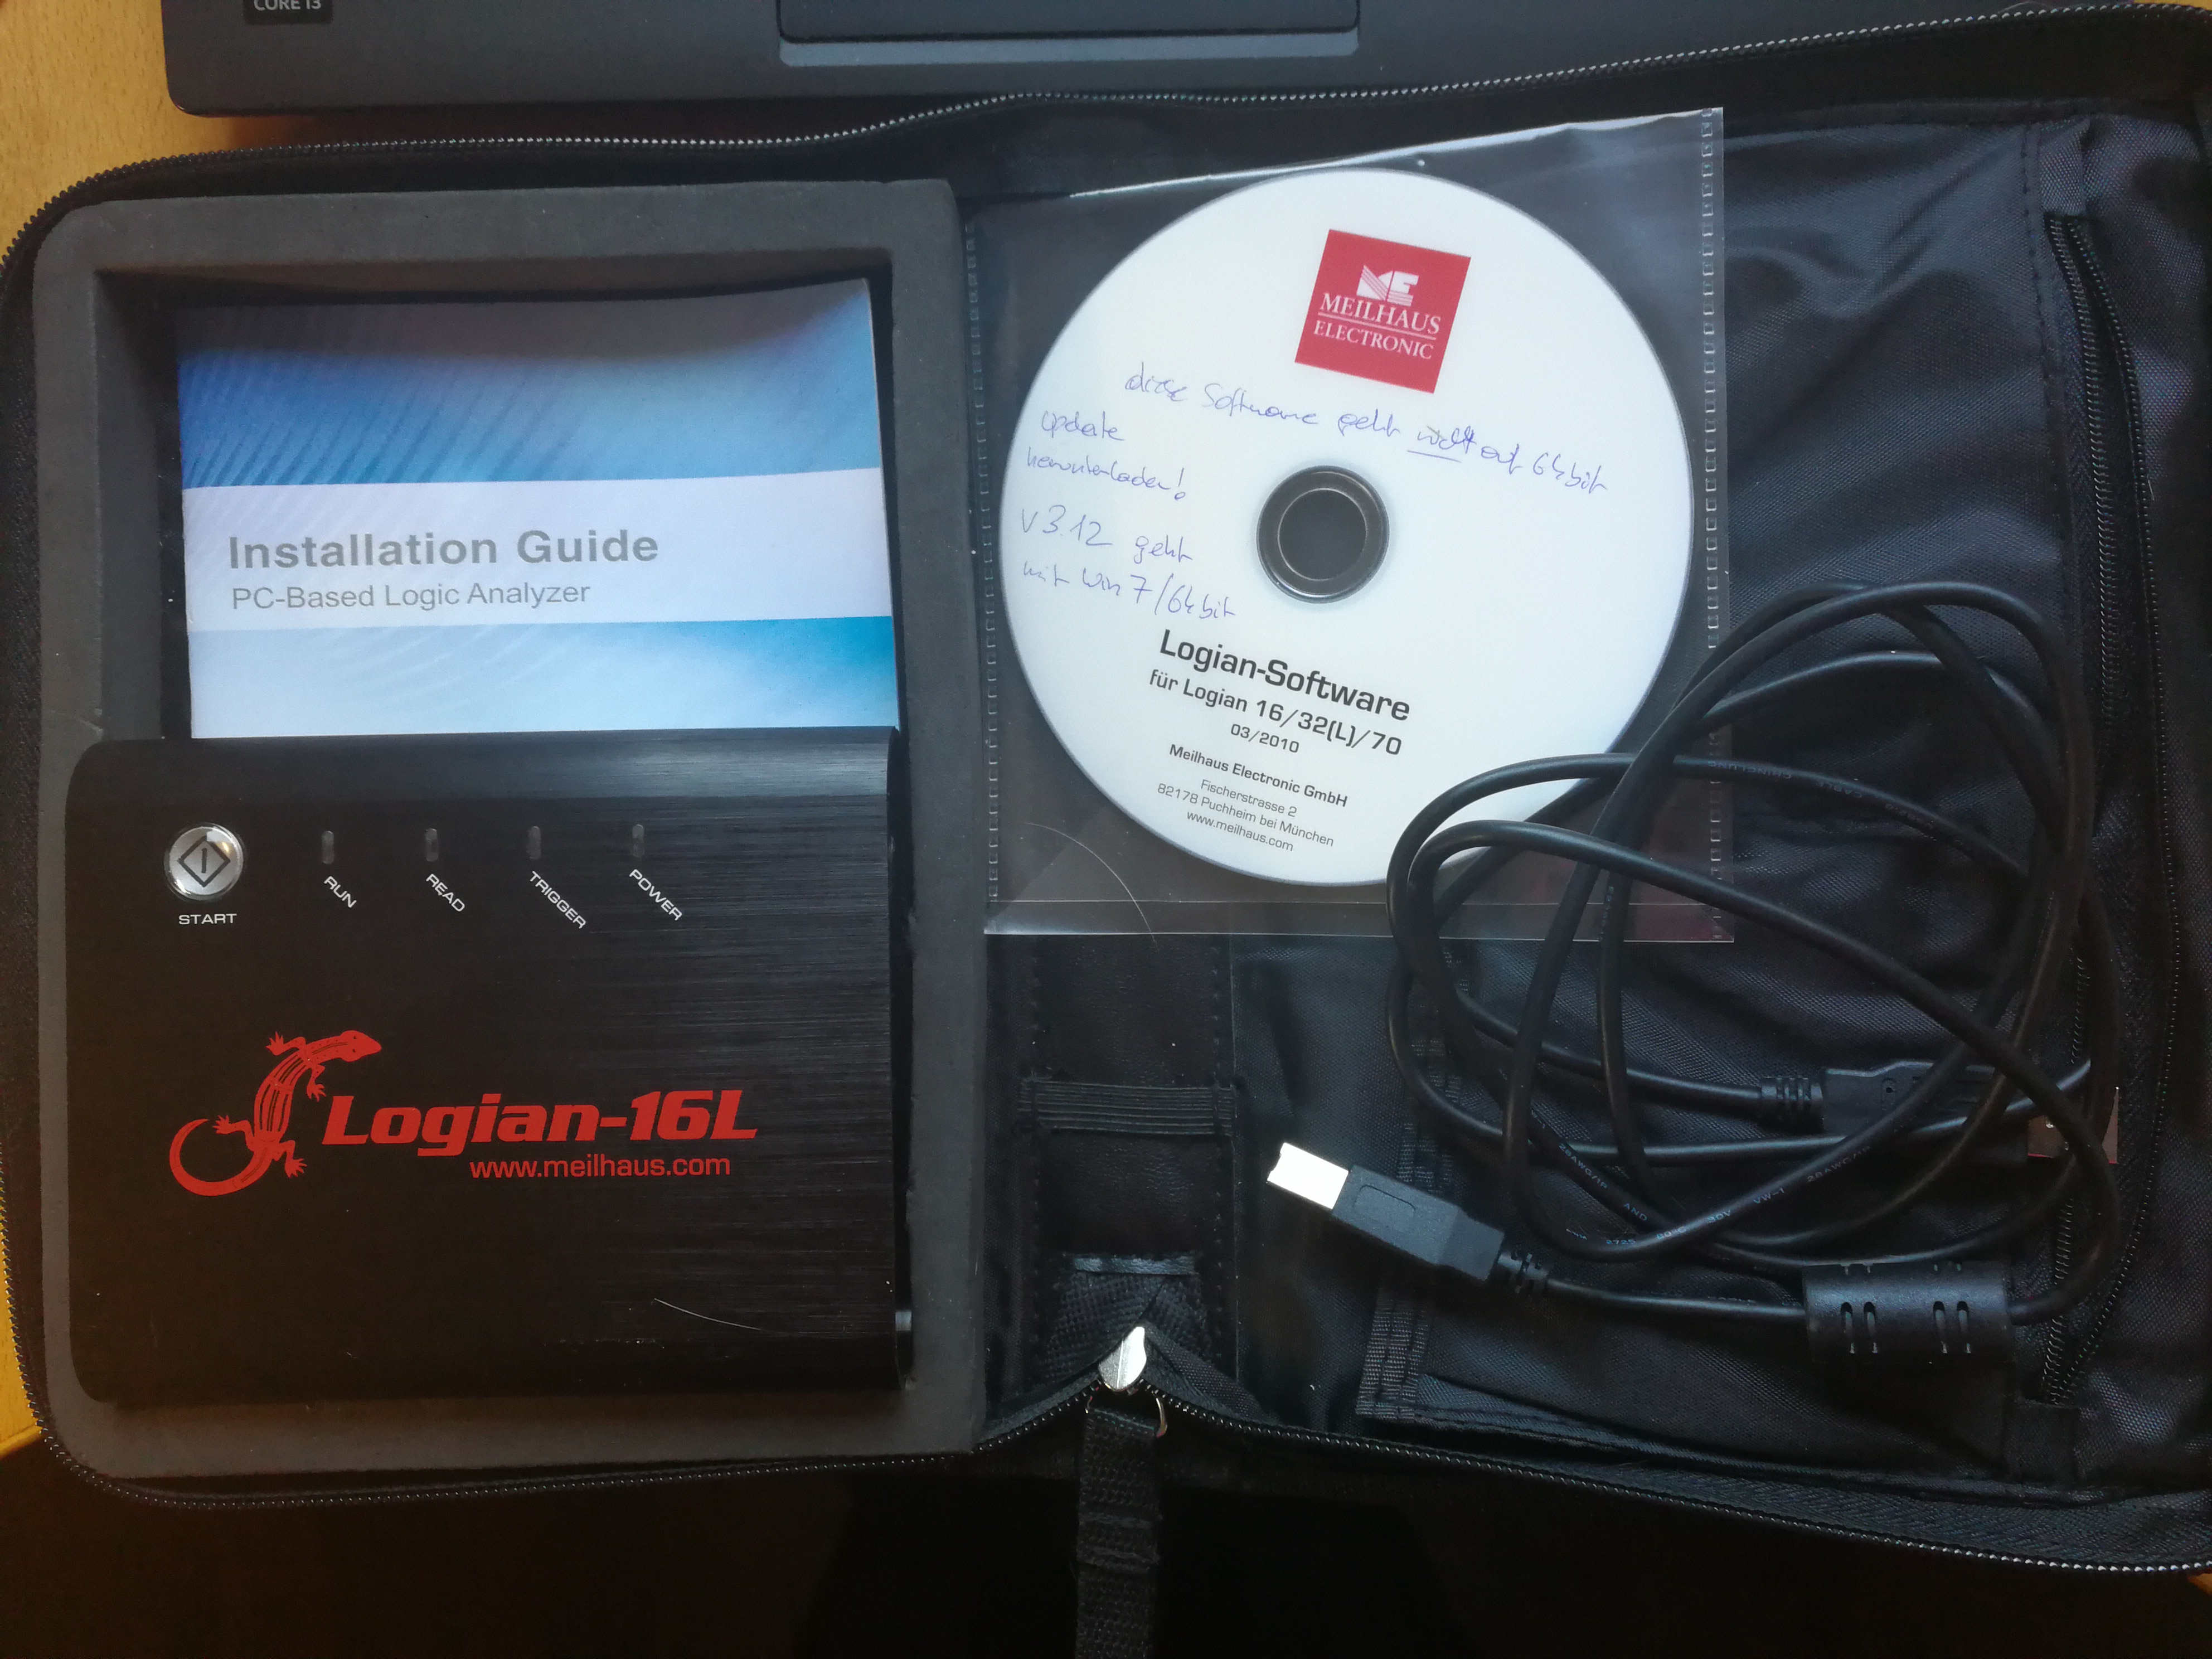 CORE i3
Installation Guide
PC-Based Logic Analyzer
START
RUN
READ
TRIGGER
POWER
Logian-16L
www.meilhaus.com
ME
MEILHAUS
ELECTRONIC
diese Software geht nicht auf 64bit
update
herunterladen!
V3.12 geht
mit Win 7/64bit
Logian-Software
für Logian 16/32(L)/70
03/2010
Meilhaus Electronic GmbH
Fischerstrasse 2
82178 Puchheim bei München
www.meilhaus.com